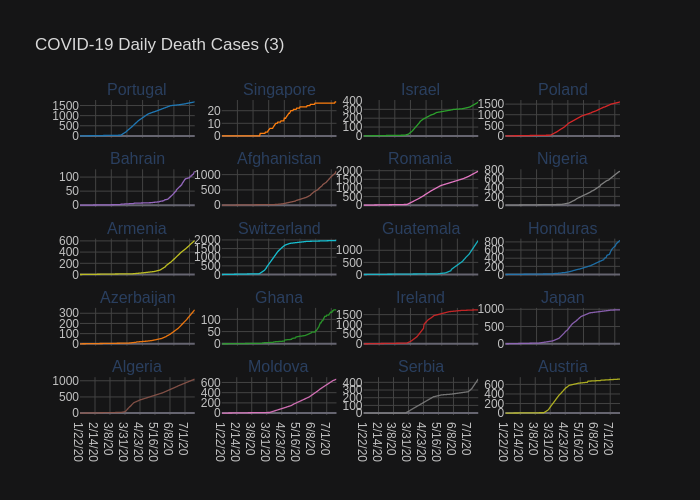 COVID-19 Daily Death Cases (3)
Portugal Singapore Israel Poland
1500 1000 500 0
20 10 0
400 300 200 100 0
1500 1000 500 0
Bahrain Afghanistan Romania Nigeria
100 50 0
1000 500 0
2000 1500 1000 500 0
800 600 400 200 0
Armenia Switzerland Guatemala Honduras
600 400 200 0
2000 1500 1000 500 0
1000 500 0
800 600 400 200 0
Azerbaijan Ghana Ireland Japan
300 200 100 0
100 50 0
1500 1000 500 0
1000 500 0
Algeria Moldova Serbia Austria
1000 500 0
600 400 200 0
400 300 200 100 0
600 400 200 0
1/22/20 2/14/20 3/8/20 3/31/20 4/23/20 5/16/20 6/8/20 7/1/20
1/22/20 2/14/20 3/8/20 3/31/20 4/23/20 5/16/20 6/8/20 7/1/20
1/22/20 2/14/20 3/8/20 3/31/20 4/23/20 5/16/20 6/8/20 7/1/20
1/22/20 2/14/20 3/8/20 3/31/20 4/23/20 5/16/20 6/8/20 7/1/20